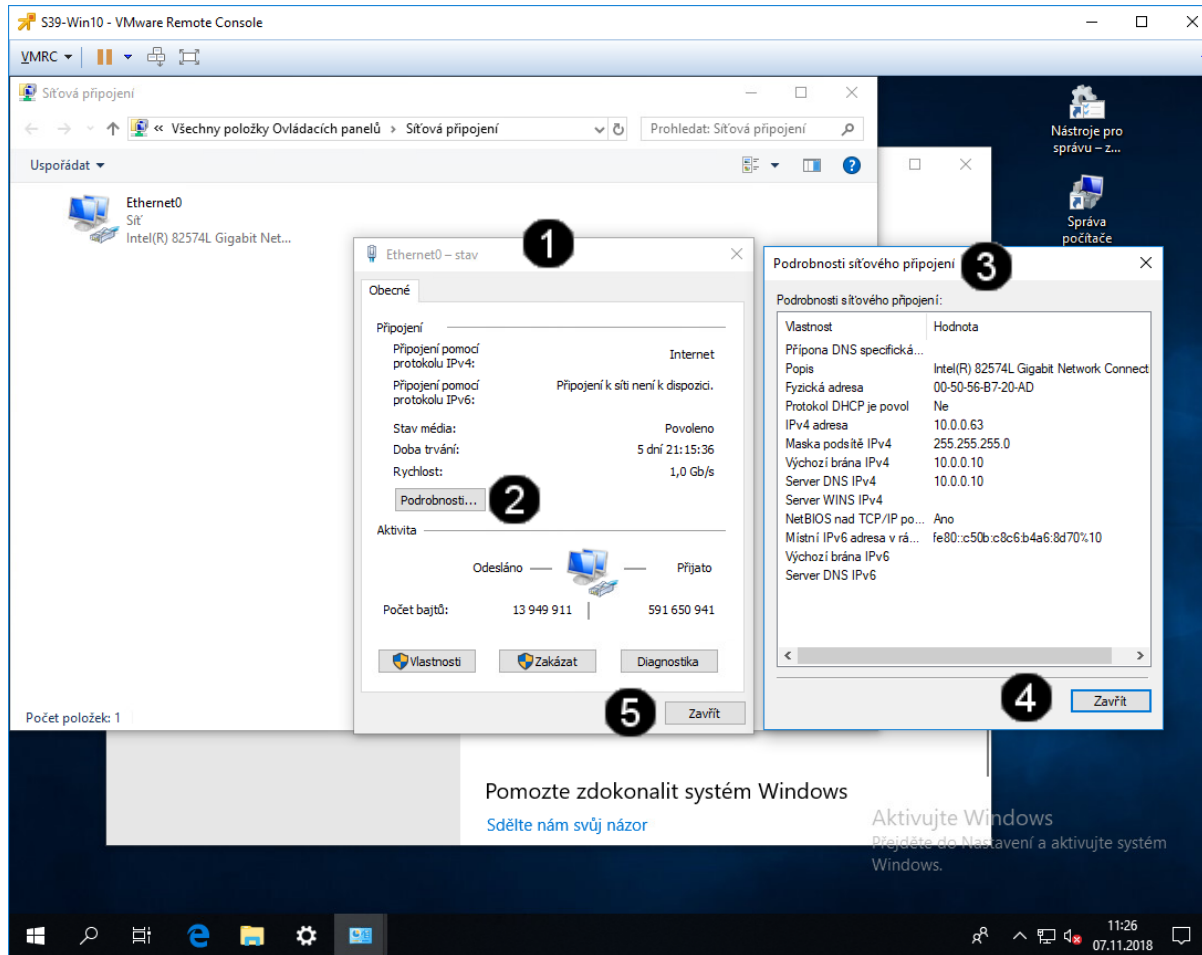 S39-Win10 - VMware Remote Console
VMRC
Síťová připojení
« Všechny položky Ovládacích panelů › Síťová připojení
Prohledat: Síťová připojení
Uspořádat
Ethernet0
Síť
Intel(R) 82574L Gigabit Net...
Nástroje pro
správu – z...
Správa
počítače
1
Ethernet0 – stav
Obecné
Připojení
Připojení pomocí
protokolu IPv4:
Internet
Připojení pomocí
protokolu IPv6:
Připojení k síti není k dispozici.
Stav média: Povoleno
Doba trvání: 5 dní 21:15:36
Rychlost: 1,0 Gb/s
Podrobnosti... 2
Aktivita
Odesláno Přijato
Počet bajtů: 13 949 911 591 650 941
Vlastnosti Zakázat Diagnostika
5 Zavřít
Podrobnosti síťového připojení 3
Podrobnosti síťového připojení:
Vlastnost Hodnota
Přípona DNS specifická...
Popis Intel(R) 82574L Gigabit Network Connect
Fyzická adresa 00-50-56-B7-20-AD
Protokol DHCP je povol Ne
IPv4 adresa 10.0.0.63
Maska podsítě IPv4 255.255.255.0
Výchozí brána IPv4 10.0.0.10
Server DNS IPv4 10.0.0.10
Server WINS IPv4
NetBIOS nad TCP/IP po... Ano
Místní IPv6 adresa v rá... fe80::c50b:c8c6:b4a6:8d70%10
Výchozí brána IPv6
Server DNS IPv6
4 Zavřít
Počet položek: 1
Pomozte zdokonalit systém Windows
Sdělte nám svůj názor
Aktivujte Windows
Přejděte do Nastavení a aktivujte systém
Windows.
11:26
07.11.2018